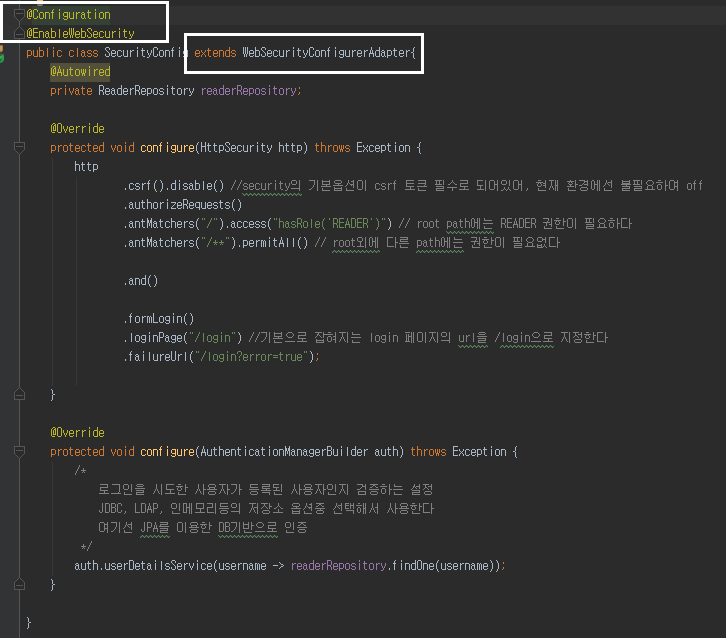 @Configuration
@EnableWebSecurity
public class SecurityConfig extends WebSecurityConfigurerAdapter{
@Autowired
private ReaderRepository readerRepository;
@Override
protected void configure(HttpSecurity http) throws Exception {
http
.csrf().disable() //security의 기본옵션이 csrf 토큰 필수로 되어있어, 현재 환경에선 불필요하여 off
.authorizeRequests()
.antMatchers("/").access("hasRole('READER')") // root path에는 READER 권한이 필요하다
.antMatchers("/**").permitAll() // root외에 다른 path에는 권한이 필요없다
.and()
.formLogin()
.loginPage("/login") //기본으로 잡혀지는 login 페이지의 url을 /login으로 지정한다
.failureUrl("/login?error=true");
}
@Override
protected void configure(AuthenticationManagerBuilder auth) throws Exception {
/*
로그인을 시도한 사용자가 등록된 사용자인지 검증하는 설정
JDBC, LDAP, 인메모리등의 저장소 옵션중 선택해서 사용한다
여기선 JPA를 이용한 DB기반으로 인증
*/
auth.userDetailsService(username -> readerRepository.findOne(username));
}
}